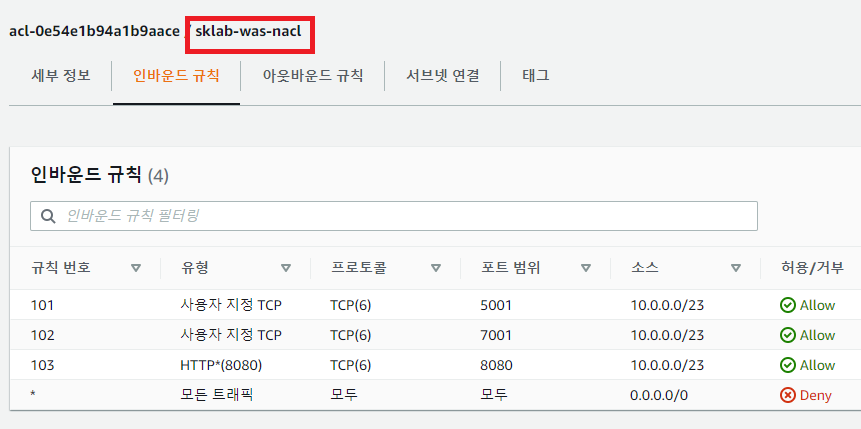 acl-0e54e1b94a1b9aace / sklab-was-nacl
세부 정보 인바운드 규칙 아웃바운드 규칙 서브넷 연결 태그
인바운드 규칙 (4)
인바운드 규칙 필터링
규칙 번호 유형 프로토콜 포트 범위 소스 허용/거부
101 사용자 지정 TCP TCP(6) 5001 10.0.0.0/23 Allow
102 사용자 지정 TCP TCP(6) 7001 10.0.0.0/23 Allow
103 HTTP*(8080) TCP(6) 8080 10.0.0.0/23 Allow
* 모든 트래픽 모두 모두 0.0.0.0/0 Deny